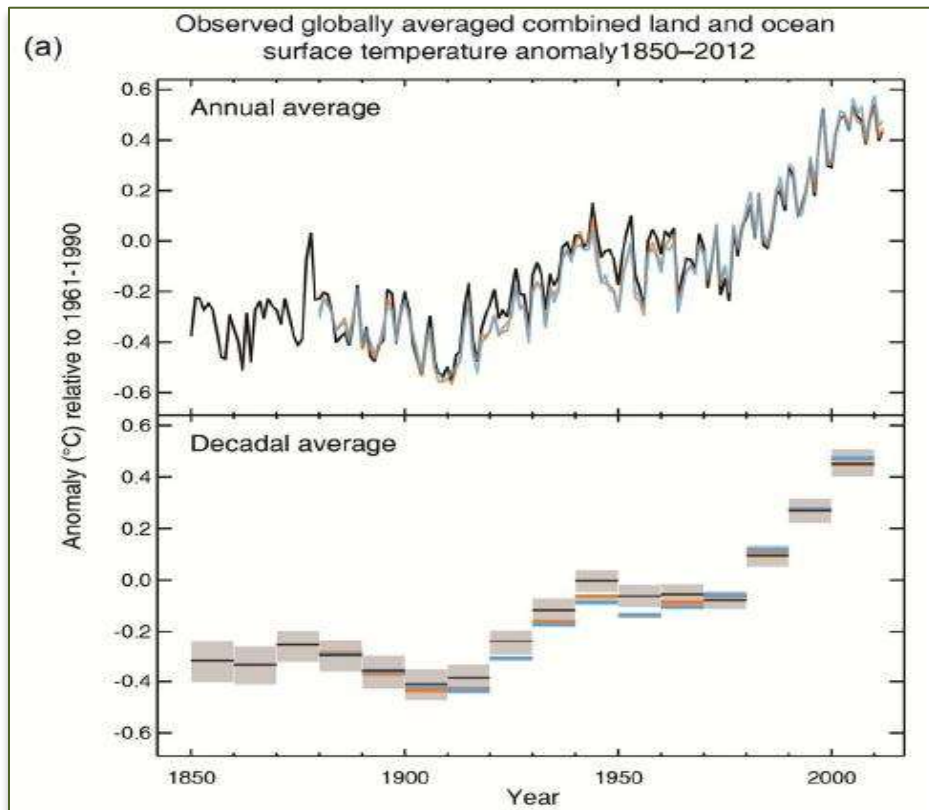 Observed globally averaged combined land and ocean
(a)
surface temperature anomaly1850–2012
Annual average
0.6
0.4
0.2
0.0
-0.2
-0.4
-0.6
Decadal average
0.6
0.4
0.2
0.0
-0.2
-0.4
-0.6
Anomaly (°C) relative to 1961-1990
1850
1900
1950
2000
Year